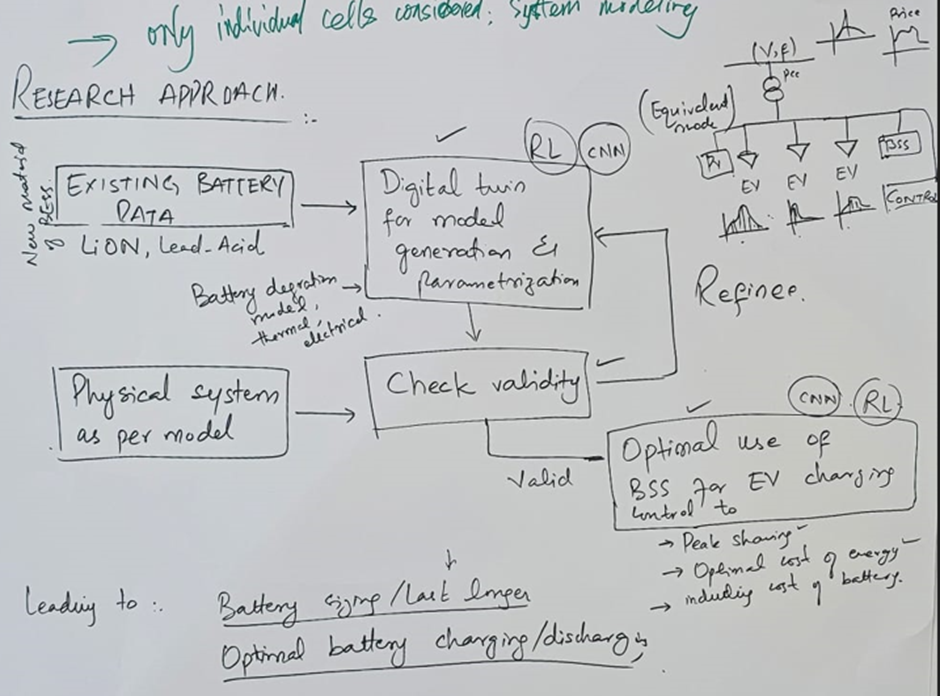 → only individual cells considered; System modeling
RESEARCH APPROACH. :-
New material
of BESS.
EXISTING BATTERY
DATA
LiON, Lead-Acid
RL
CNN
Digital twin
for model
generation &
Parametrization
Battery degration
model,
thermal,
electrical.
(V,F)
PCC
Price
(Equivalent
mode)
PV
EV
EV
EV
BSS
CONTROL
Refinee.
Physical system
as per model
Check validity
Valid
CNN
RL
Optimal use of
BSS for EV charging
control to
→ Peak shaving
→ Optimal cost of energy
→ including cost of battery.
Leading to :.
Battery sizing/Last longer
Optimal battery charging/discharging